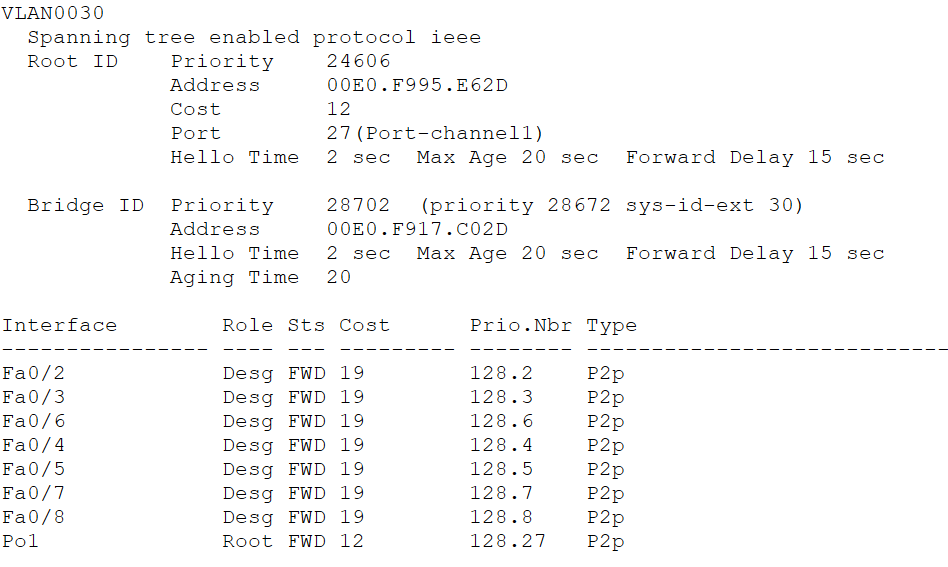 VLAN0030
  Spanning tree enabled protocol ieee
  Root ID    Priority    24606
             Address     00E0.F995.E62D
             Cost        12
             Port        27(Port-channel1)
             Hello Time  2 sec  Max Age 20 sec  Forward Delay 15 sec

  Bridge ID  Priority    28702  (priority 28672 sys-id-ext 30)
             Address     00E0.F917.C02D
             Hello Time  2 sec  Max Age 20 sec  Forward Delay 15 sec
             Aging Time  20

Interface        Role Sts Cost      Prio.Nbr Type
---------------- ---- --- --------- -------- ----------------------------
Fa0/2            Desg FWD 19        128.2    P2p
Fa0/3            Desg FWD 19        128.3    P2p
Fa0/6            Desg FWD 19        128.6    P2p
Fa0/4            Desg FWD 19        128.4    P2p
Fa0/5            Desg FWD 19        128.5    P2p
Fa0/7            Desg FWD 19        128.7    P2p
Fa0/8            Desg FWD 19        128.8    P2p
Po1              Root FWD 12        128.27   P2p